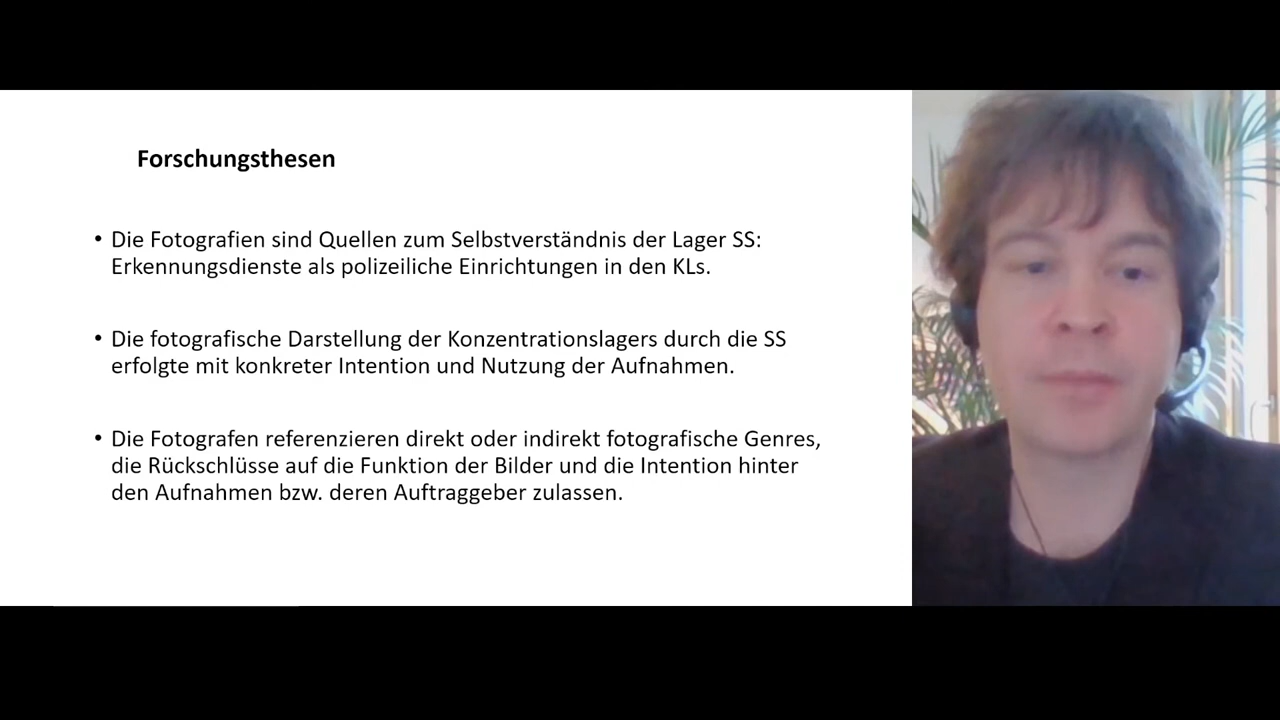 Forschungsthesen
• Die Fotografien sind Quellen zum Selbstverständnis der Lager SS:
Erkennungsdienste als polizeiliche Einrichtungen in den KLs.
• Die fotografische Darstellung der Konzentrationslagers durch die SS
erfolgte mit konkreter Intention und Nutzung der Aufnahmen.
• Die Fotografen referenzieren direkt oder indirekt fotografische Genres,
die Rückschlüsse auf die Funktion der Bilder und die Intention hinter
den Aufnahmen bzw. deren Auftraggeber zulassen.